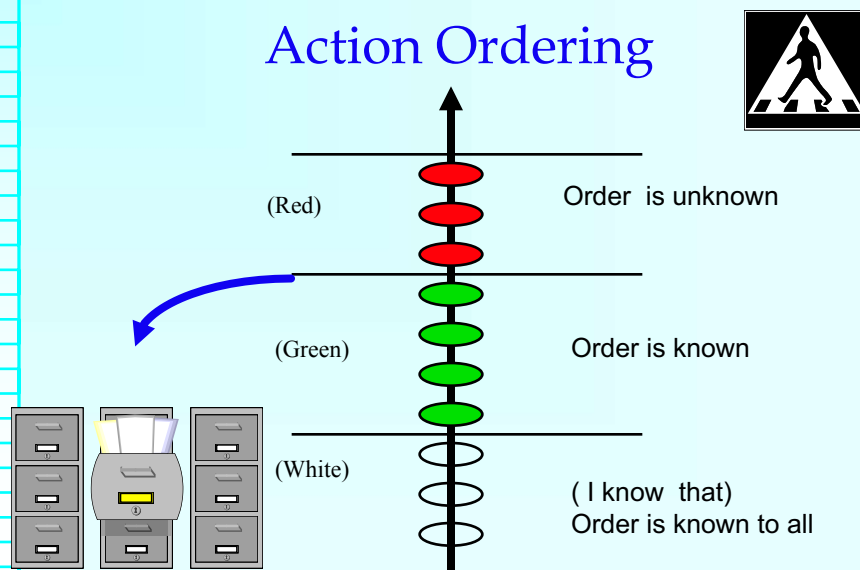 Action Ordering
(Red)
Order is unknown
(Green)
Order is known
(White)
( I know that)
Order is known to all